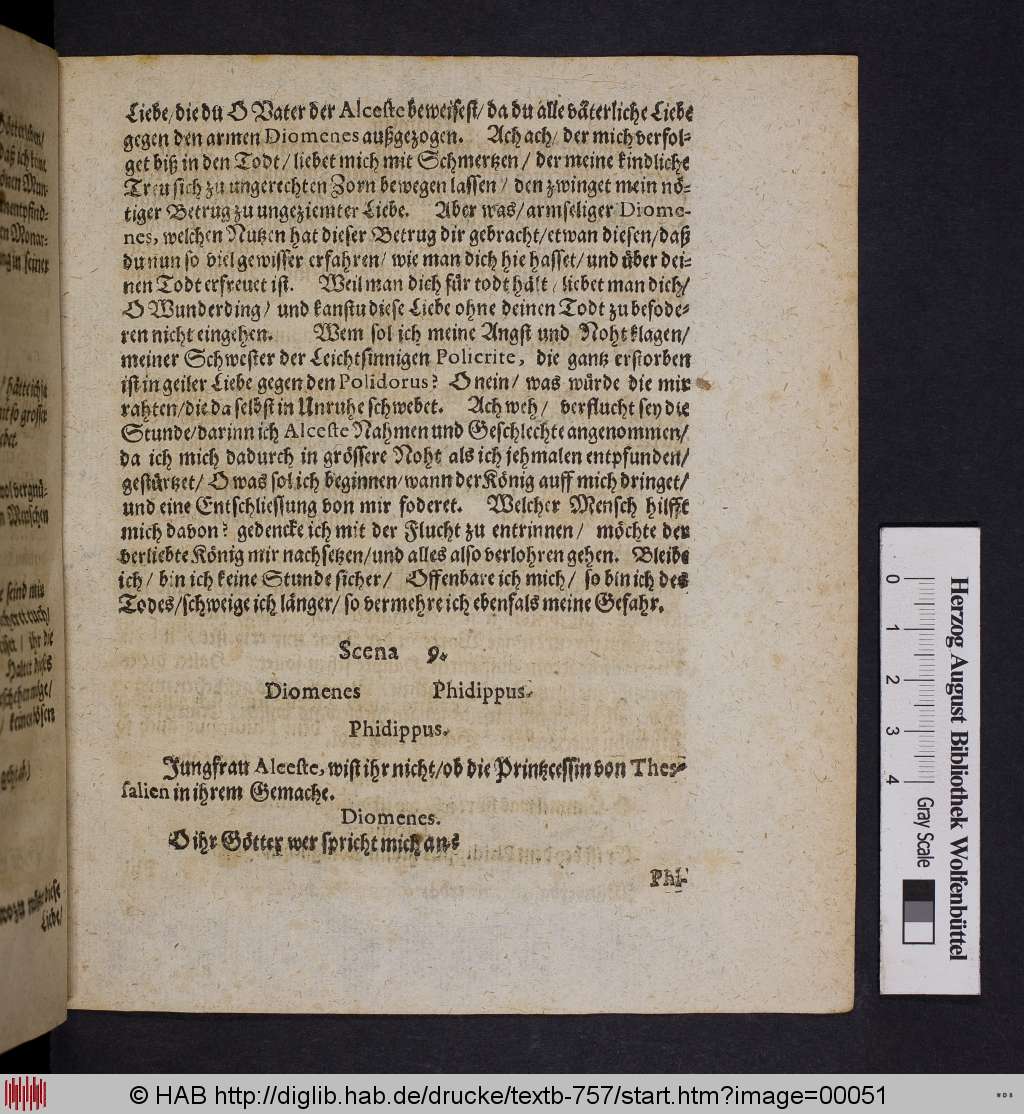 Liebe/die du O Vater der Alceste beweisest/da du alle väterliche Liebe
gegen den armen Diomenes außgezogen. Ach ach/ der mich verfol-
get biß in den Todt/liebet mich mit Schmertzen/ der meine kindliche
Treu sich zu ungerechten Zorn bewegen lassen/ den zwinget mein nö-
tiger Betrug zu ungeziemter Liebe. Aber was/armseliger Diome-
nes, welchen Nutzen hat dieser Betrug dir gebracht/etwan diesen/daß
du nun so viel gewisser erfahren/ wie man dich hie hasset/und über dei-
nen Todt erfreuet ist. Weil man dich für todt hält/ liebet man dich/
O Wunderding/ und kanstu diese Liebe ohne deinen Todt zu befode-
ren nicht eingehen. Wem sol ich meine Angst und Noht klagen/
meiner Schwester der Leichtsinnigen Policrite, die gantz erstorben
ist in geiler Liebe gegen den Polidorus? O nein/ was würde die mir
rahten/die da selbst in Unruhe schwebet. Ach weh/ verflucht sey die
Stunde/darinn ich Alceste Nahmen und Geschlechte angenommen/
da ich mich dadurch in grössere Noht als ich jehmalen entpfunden/
gestürtzet/O was sol ich beginnen/wann der König auff mich dringet/
und eine Entschliessung von mir foderet. Welcher Mensch hilfft
mich davon? gedencke ich mit der Flucht zu entrinnen/ möchte der
verliebte König mir nachsetzen/und alles also verlohren gehen. Bleibe
ich/ bin ich keine Stunde sicher/ Offenbare ich mich/ so bin ich des
Todes/schweige ich länger/so vermehre ich ebenfals meine Gefahr.
Scena 9.
Diomenes Phidippus.
Phidippus.
Jungfrau Alceste, wist ihr nicht/ob die Printzessin von Thes-
salien in ihrem Gemache.
Diomenes.
O ihr Götter wer spricht mich an?
Phi-
Herzog August Bibliothek Wolfenbüttel
0 1 2 3 4
Gray Scale
© HAB http://diglib.hab.de/drucke/textb-757/start.htm?image=00051